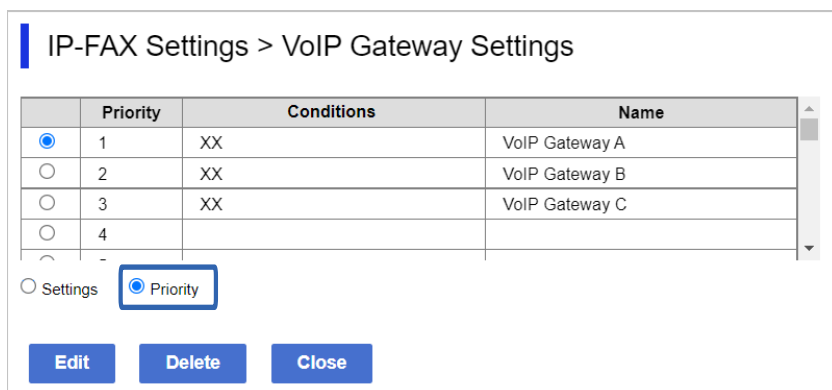 IP-FAX Settings > VoIP Gateway Settings
Priority Conditions Name
1 XX VoIP Gateway A
2 XX VoIP Gateway B
3 XX VoIP Gateway C
4
Settings Priority
Edit Delete Close